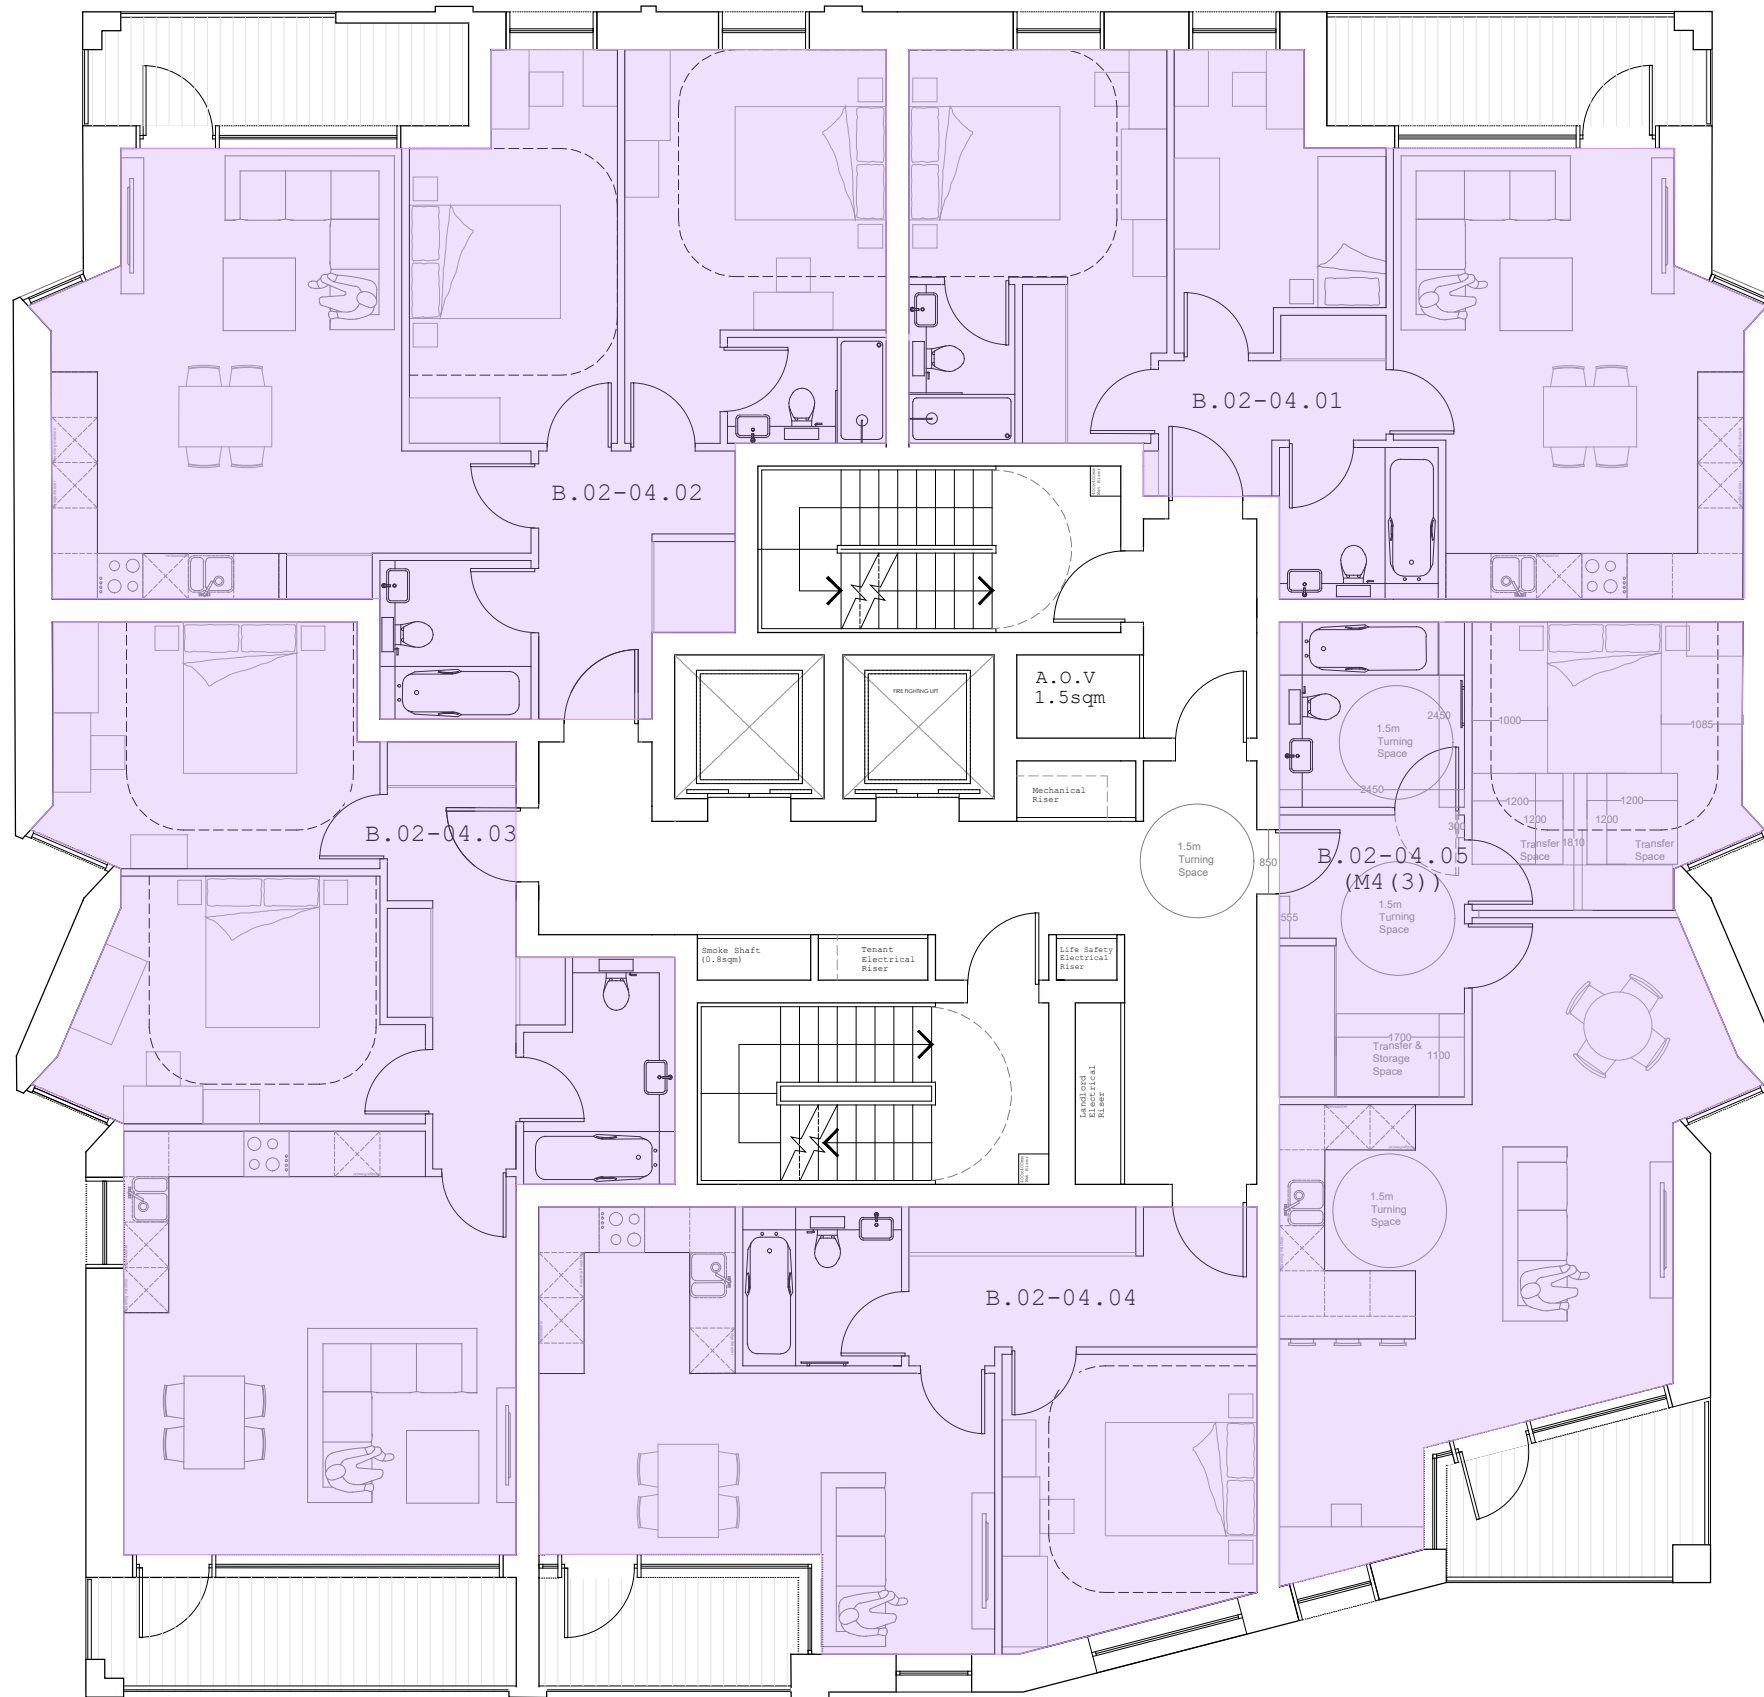 B.02-04.01
B.02-04.02
FIRE FIGHTING LIFT
A.O.V
1.5sqm
1.5m
Turning
Space
2450
1000
1085
2450
Mechanical
Riser
1200
1200
1200
1200
300
B.02-04.03
1.5m
Turning
Space
850
B.02-04.05
(M4(3))
Transfer
Space
1810
Transfer
Space
1.5m
Turning
Space
555
Smoke Shaft
(0.8sqm)
Tenant
Electrical
Riser
Life Safety
Electrical
Riser
1700
Transfer &
Storage
Space
1100
Landlord
Electrical
Riser
1.5m
Turning
Space
B.02-04.04